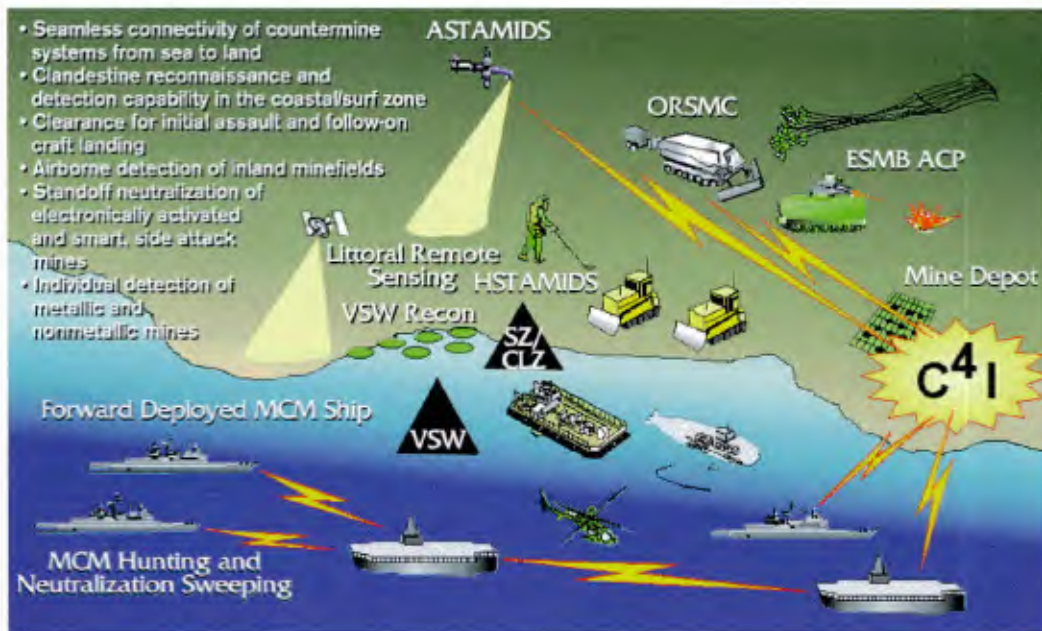 • Seamless connectivity of countermine
systems from sea to land
• Clandestine reconnaissance and
detection capability in the coastal/surf zone
• Clearance for initial assault and follow-on
craft landing
• Airborne detection of inland minefields
• Standoff neutralization of
electronically activated
and smart, side attack
mines
• Individual detection of
metallic and
nonmetallic mines
ASTAMIDS
ORSMC
ESMB ACP
Littoral Remote
Sensing
HSTAMIDS
Mine Depot
VSW Recon
SZ/
CLZ
C4 I
Forward Deployed MCM Ship
VSW
MCM Hunting and
Neutralization Sweeping